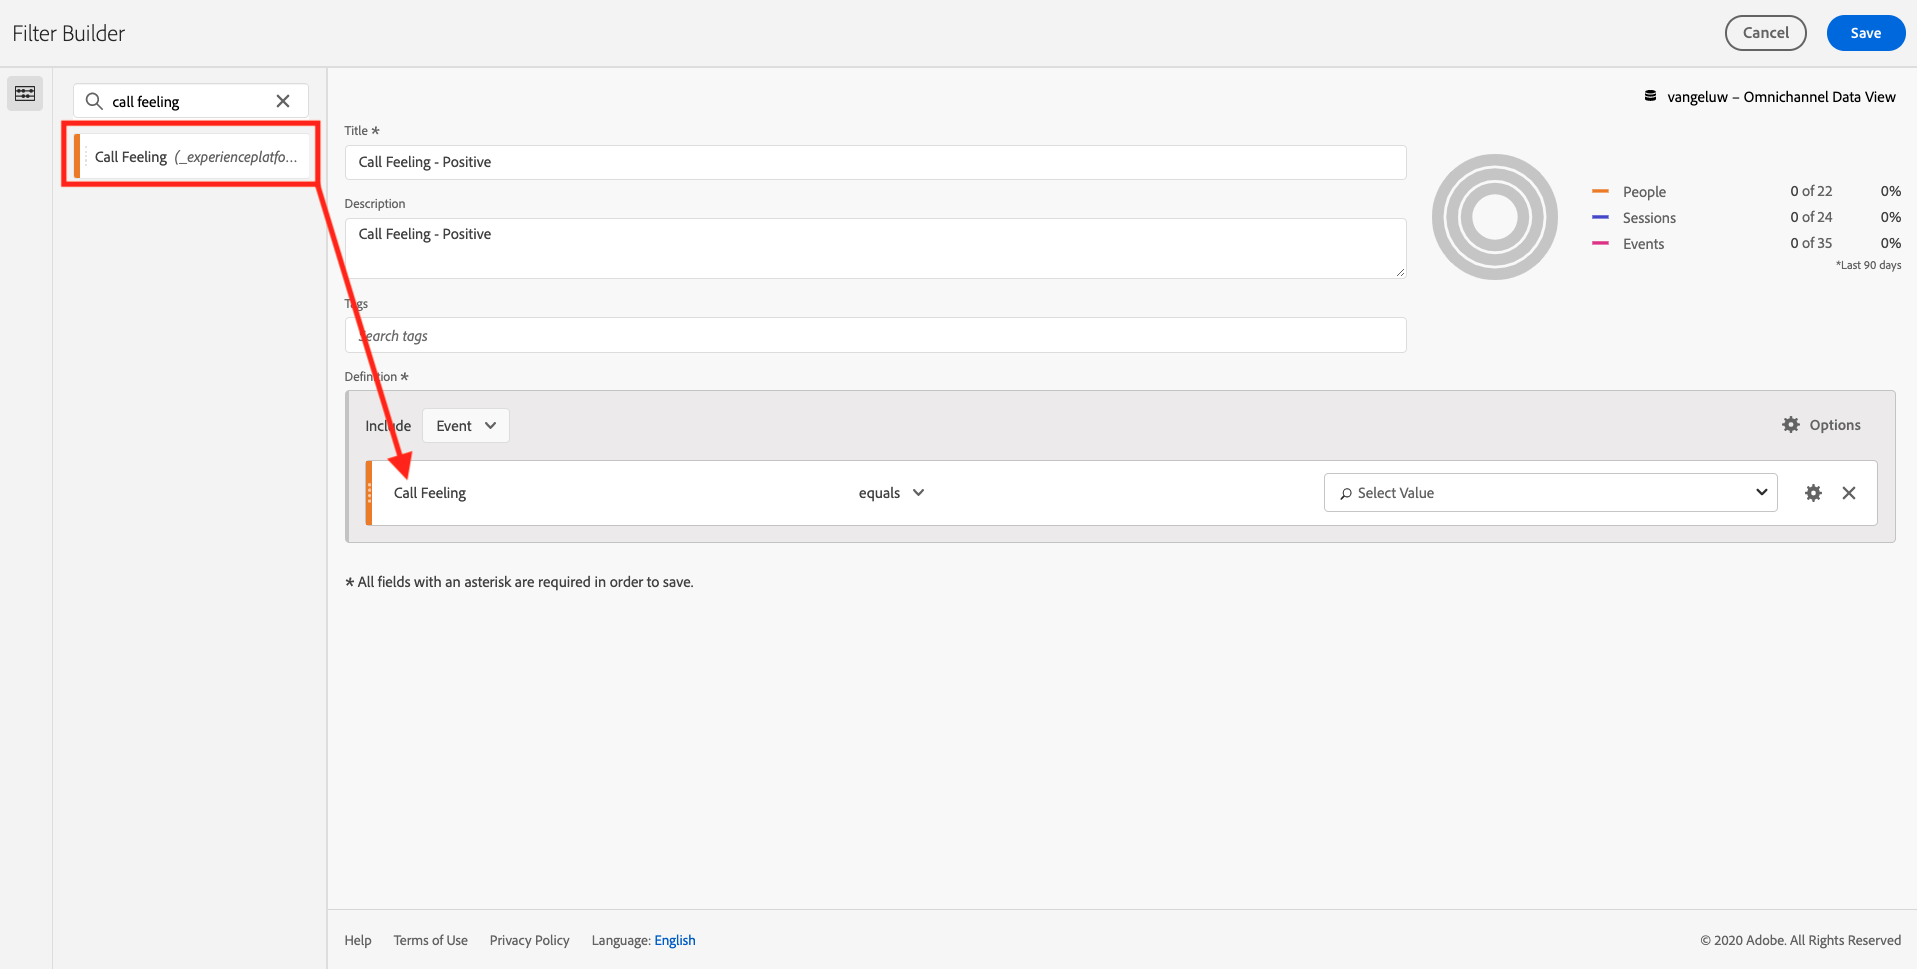 Filter Builder
Cancel
Save
call feeling
Call Feeling (_experienceplatfo...
vangeluw – Omnichannel Data View
Title *
Call Feeling - Positive
Description
Call Feeling - Positive
Tags
Search tags
People 0 of 22 0%
Sessions 0 of 24 0%
Events 0 of 35 0%
*Last 90 days
Definition *
Include Event
Options
Call Feeling equals Select Value
* All fields with an asterisk are required in order to save.
Help Terms of Use Privacy Policy Language: English
© 2020 Adobe. All Rights Reserved